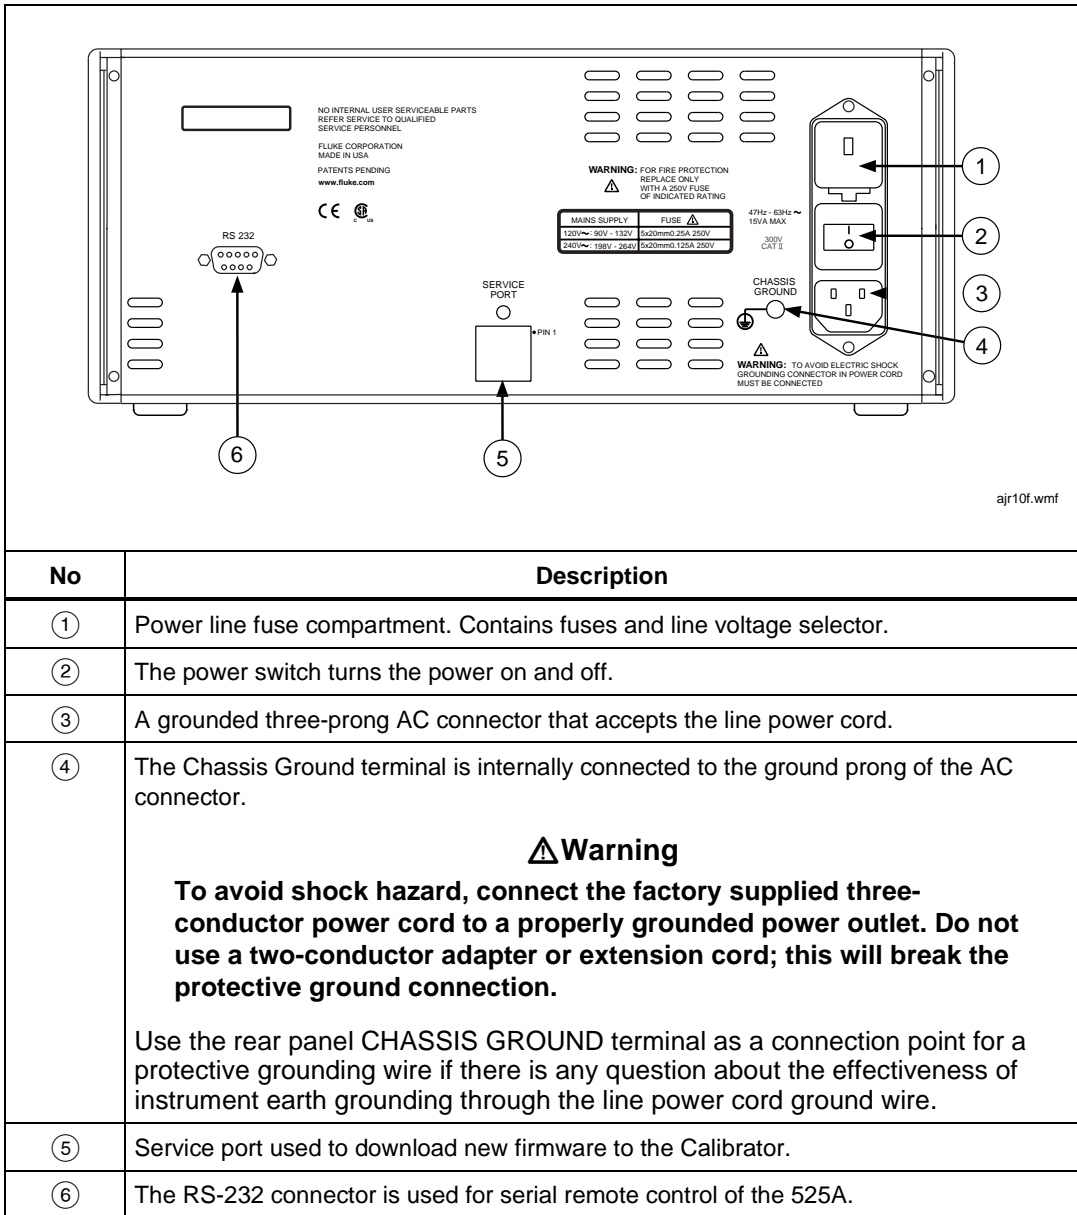 NO INTERNAL USER SERVICEABLE PARTS
REFER SERVICE TO QUALIFIED
SERVICE PERSONNEL
FLUKE CORPORATION
MADE IN USA
PATENTS PENDING
www.fluke.com
CE
C US
WARNING: FOR FIRE PROTECTION
REPLACE ONLY
WITH A 250V FUSE
OF INDICATED RATING
MAINS SUPPLY FUSE
120V~: 90V - 132V 5x20mm0.25A 250V
240V~: 198V - 264V 5x20mm0.125A 250V
47Hz - 63Hz ~
15VA MAX
300V
CAT II
RS 232
SERVICE
PORT
PIN 1
CHASSIS
GROUND
WARNING: TO AVOID ELECTRIC SHOCK
GROUNDING CONNECTOR IN POWER CORD
MUST BE CONNECTED
1
2
3
4
5
6
ajr10f.wmf
No Description
1 Power line fuse compartment. Contains fuses and line voltage selector.
2 The power switch turns the power on and off.
3 A grounded three-prong AC connector that accepts the line power cord.
4 The Chassis Ground terminal is internally connected to the ground prong of the AC
connector.
⚠Warning
To avoid shock hazard, connect the factory supplied three-
conductor power cord to a properly grounded power outlet. Do not
use a two-conductor adapter or extension cord; this will break the
protective ground connection.
Use the rear panel CHASSIS GROUND terminal as a connection point for a
protective grounding wire if there is any question about the effectiveness of
instrument earth grounding through the line power cord ground wire.
5 Service port used to download new firmware to the Calibrator.
6 The RS-232 connector is used for serial remote control of the 525A.